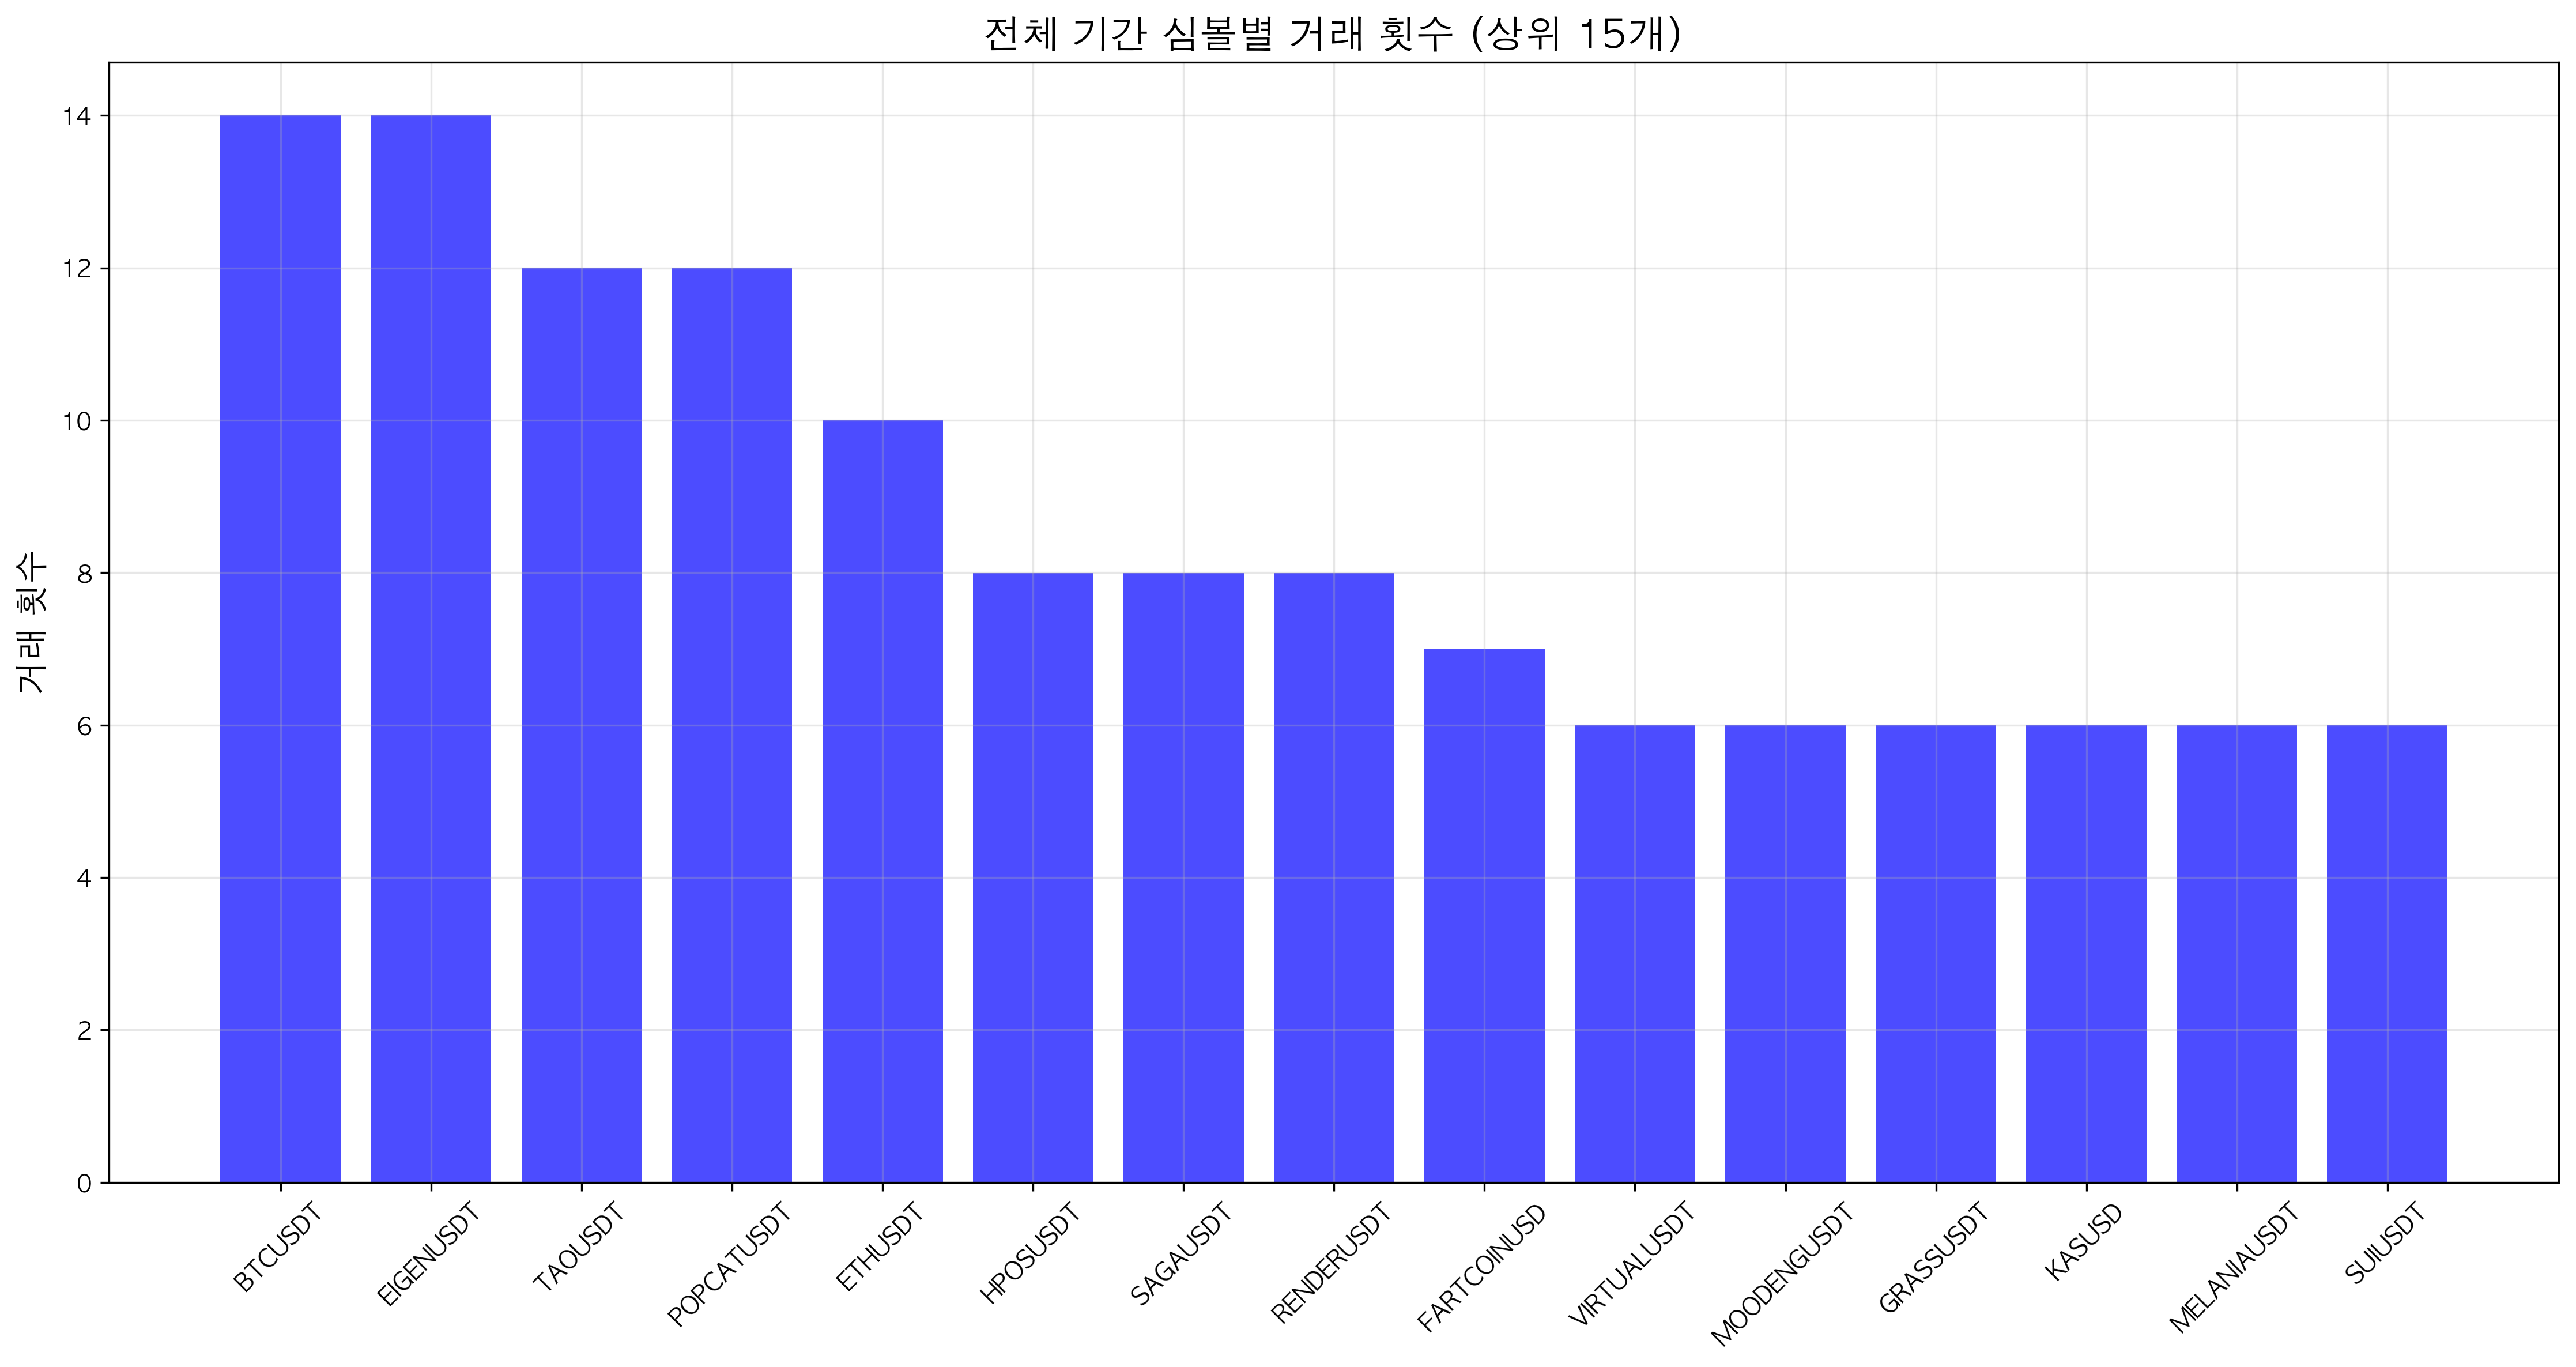 전체 기간 심볼별 거래 횟수 (상위 15개)
거래 횟수
14
12
10
8
6
4
2
0
BTCUSDT
EIGENUSDT
TAOUSDT
POPCATUSDT
ETHUSDT
HPOSUSDT
SAGAUSDT
RENDERUSDT
FARTCOINUSD
VIRTUALUSDT
MOODENGUSDT
GRASSUSDT
KASUSD
MELANIAUSDT
SUIUSDT